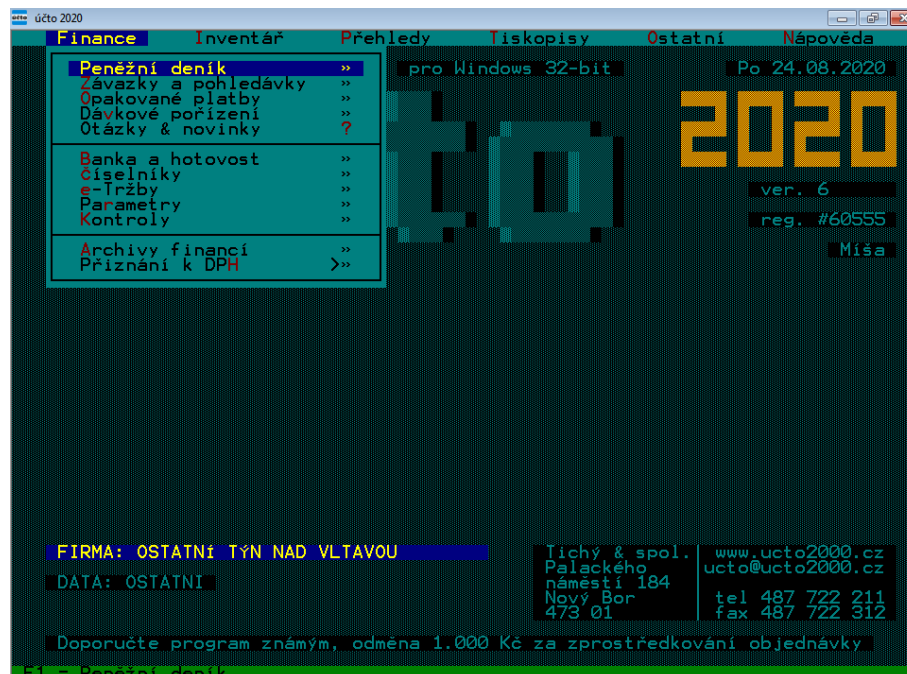 účto 2020
Finance Inventář Přehledy Tiskopisy Ostatní Nápověda
Peněžní deník »
Závazky a pohledávky »
Opakované platby »
Dávkové pořízení »
Otázky & novinky ?
Banka a hotovost »
Číselníky »
e-Tržby »
Parametry »
Kontroly »
Archivy financí »
Přiznání k DPH >»
pro Windows 32-bit
Po 24.08.2020
2020
ver. 6
reg. #60555
Míša
FIRMA: OSTATNí TýN NAD VLTAVOU
DATA: OSTATNI
Tichý & spol.
Palackého
náměstí 184
Nový Bor
473 01
www.ucto2000.cz
ucto@ucto2000.cz
tel 487 722 211
fax 487 722 312
Doporučte program známým, odměna 1.000 Kč za zprostředkování objednávky
F1 = Peněžní deník